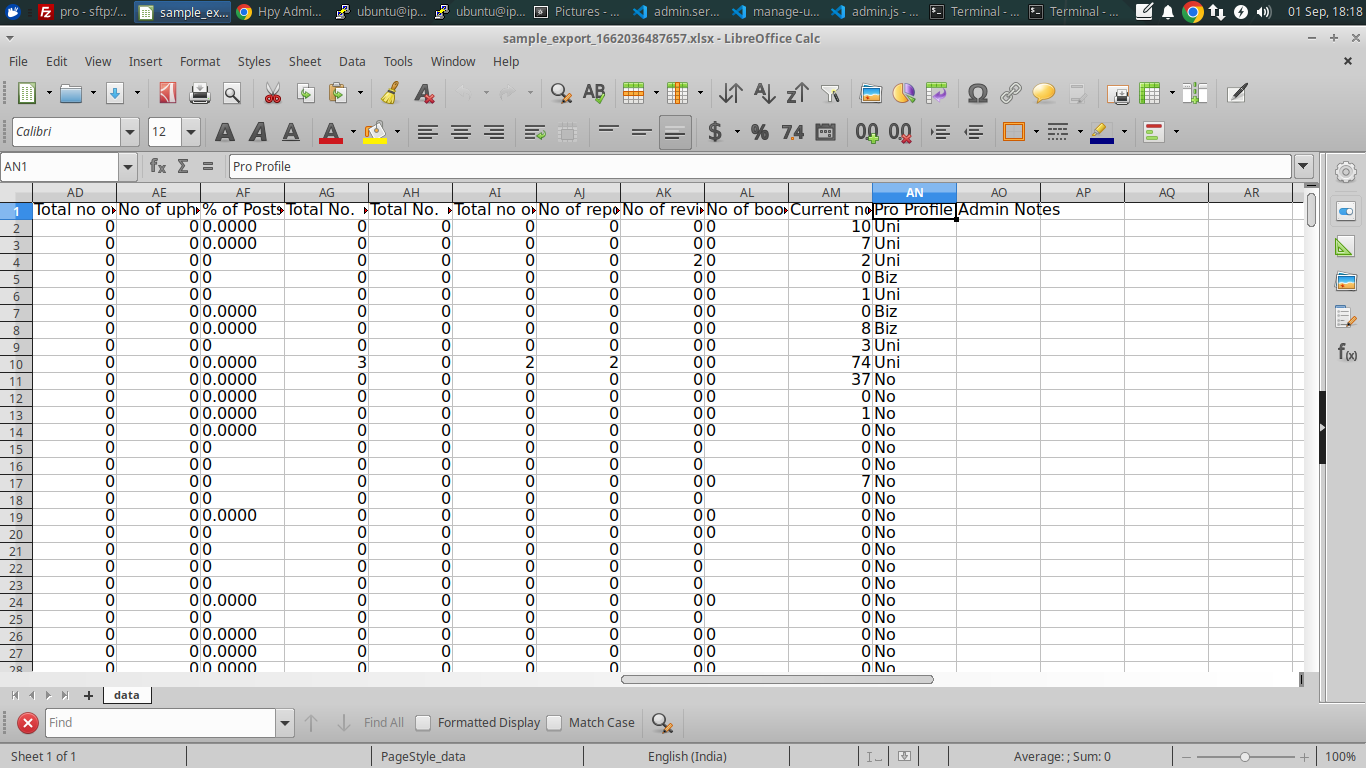 pro - sftp:/... sample_ex... Hpy Admi... ubuntu@ip... ubuntu@ip... Pictures - ... admin.ser... manage-u... admin.js - ... Terminal - ... Terminal - ... 01 Sep, 18:18
sample_export_1662036487657.xlsx - LibreOffice Calc
File Edit View Insert Format Styles Sheet Data Tools Window Help
Calibri 12
AN1 Pro Profile
AD AE AF AG AH AI AJ AK AL AM AN AO AP AQ AR
1 Total no o No of uph % of Posts Total No. Total No. Total no o No of repo No of revi No of boo Current no Pro Profile Admin Notes
2 0 0 0.0000 0 0 0 0 0 0 10 Uni
3 0 0 0.0000 0 0 0 0 0 0 7 Uni
4 0 0 0 0 0 0 0 2 0 2 Uni
5 0 0 0 0 0 0 0 0 0 0 Biz
6 0 0 0 0 0 0 0 0 0 1 Uni
7 0 0 0.0000 0 0 0 0 0 0 0 Biz
8 0 0 0.0000 0 0 0 0 0 0 8 Biz
9 0 0 0 0 0 0 0 0 0 3 Uni
10 0 0 0.0000 3 0 2 2 0 0 74 Uni
11 0 0 0.0000 0 0 0 0 0 0 37 No
12 0 0 0.0000 0 0 0 0 0 0 0 No
13 0 0 0.0000 0 0 0 0 0 0 1 No
14 0 0 0.0000 0 0 0 0 0 0 0 No
15 0 0 0 0 0 0 0 0 0 No
16 0 0 0 0 0 0 0 0 0 No
17 0 0 0.0000 0 0 0 0 0 0 7 No
18 0 0 0 0 0 0 0 0 0 No
19 0 0 0.0000 0 0 0 0 0 0 0 No
20 0 0 0 0 0 0 0 0 0 0 No
21 0 0 0 0 0 0 0 0 0 No
22 0 0 0 0 0 0 0 0 0 No
23 0 0 0 0 0 0 0 0 0 No
24 0 0 0.0000 0 0 0 0 0 0 0 No
25 0 0 0 0 0 0 0 0 0 No
26 0 0 0.0000 0 0 0 0 0 0 0 No
27 0 0 0.0000 0 0 0 0 0 0 0 No
28 0 0 0.0000 0 0 0 0 0 0 0 No
data
Find Find All Formatted Display Match Case
Sheet 1 of 1 PageStyle_data English (India) Average: ; Sum: 0 100%